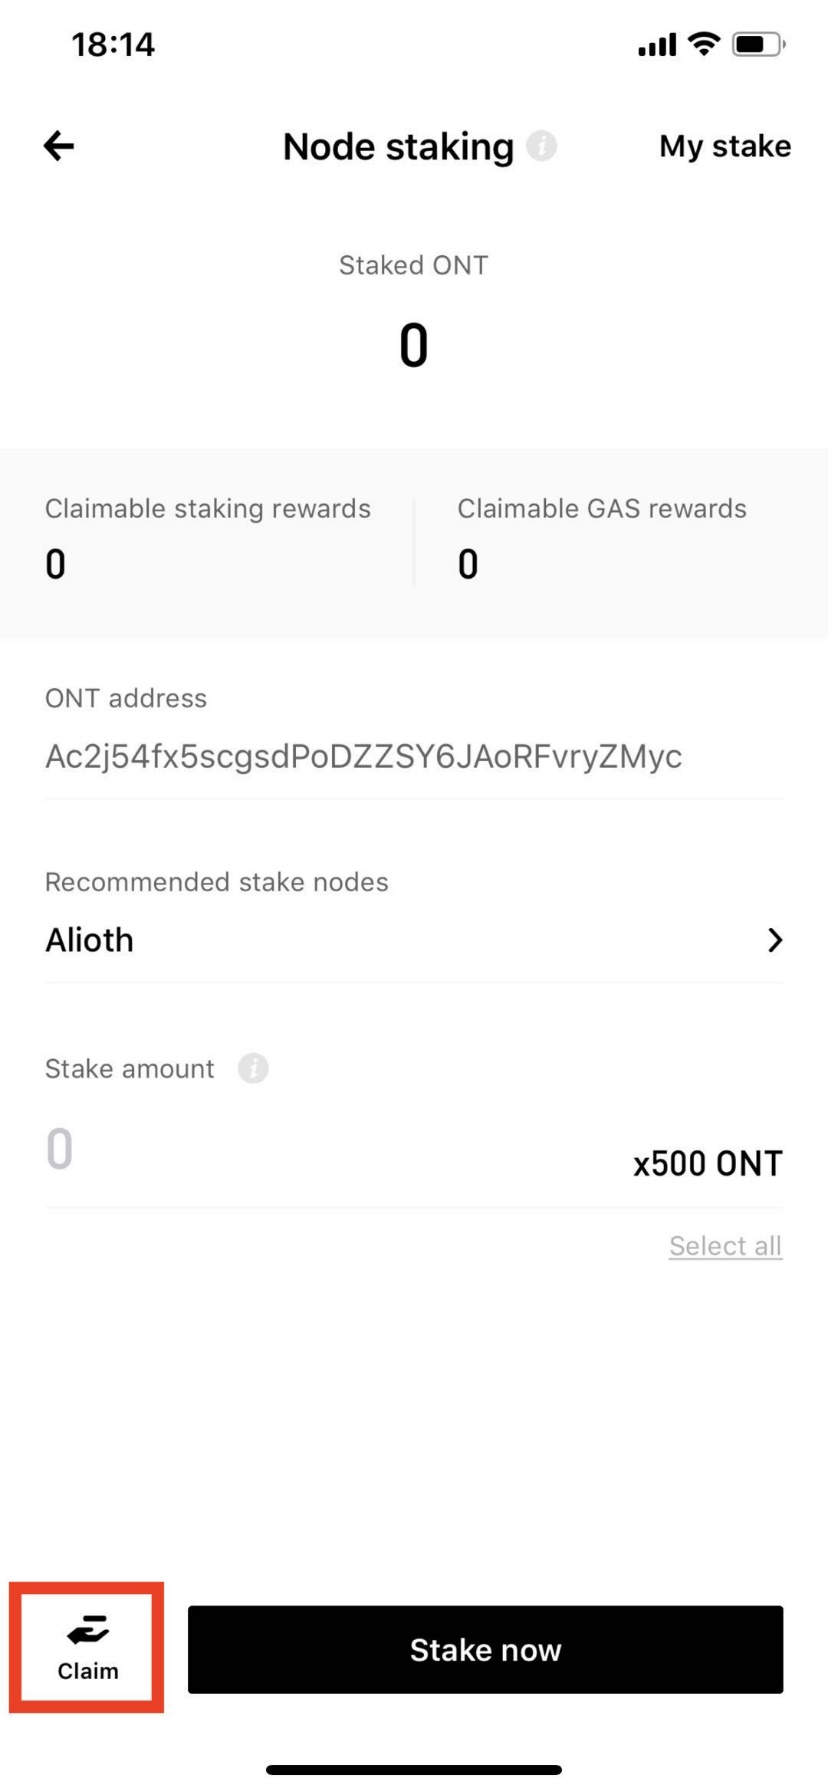 18:14
Node staking
My stake
Staked ONT
0
Claimable staking rewards
Claimable GAS rewards
0
0
ONT address
Ac2j54fx5scgsdPoDZZSY6JAoRFvryZMyc
Recommended stake nodes
Alioth
Stake amount
0
x500 ONT
Select all
Claim
Stake now